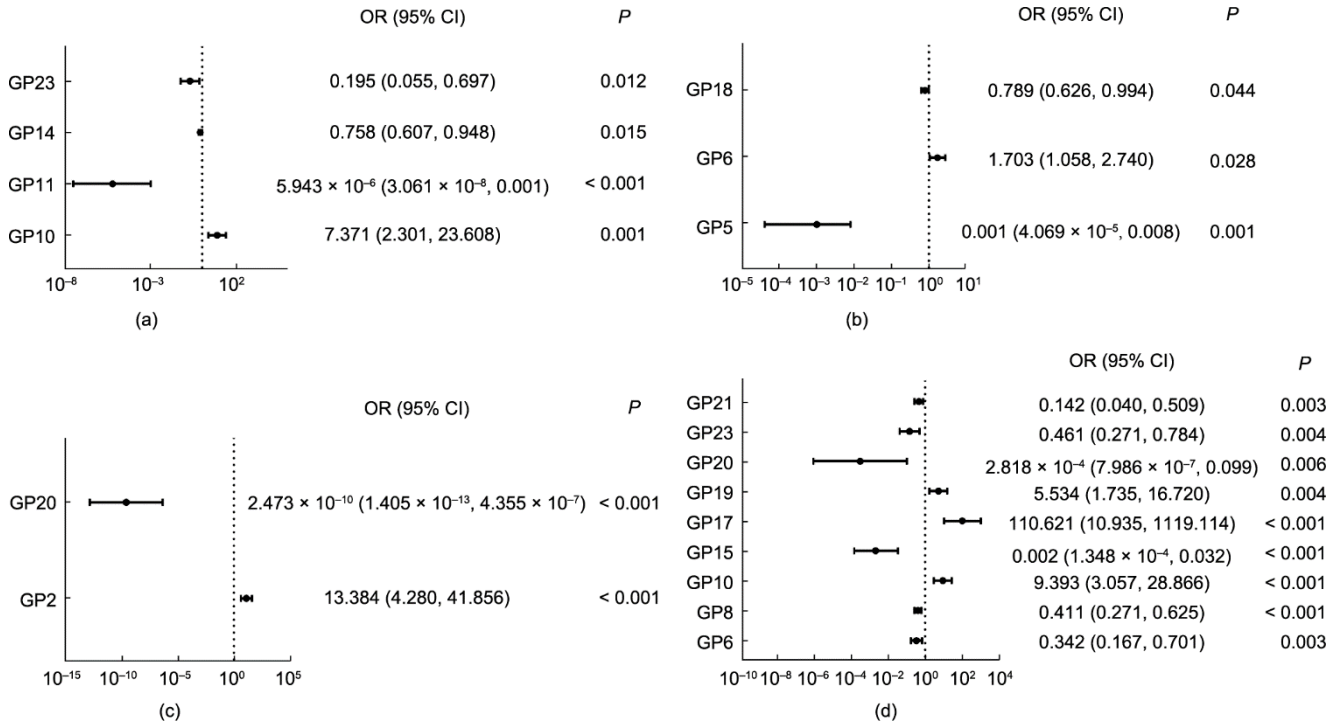 OR (95% CI) P
GP23 0.195 (0.055, 0.697) 0.012
GP14 0.758 (0.607, 0.948) 0.015
GP11 5.943 × 10⁻⁶ (3.061 × 10⁻⁸, 0.001) < 0.001
GP10 7.371 (2.301, 23.608) 0.001
10⁻⁸ 10⁻³ 10²
(a)
OR (95% CI) P
GP18 0.789 (0.626, 0.994) 0.044
GP6 1.703 (1.058, 2.740) 0.028
GP5 0.001 (4.069 × 10⁻⁵, 0.008) 0.001
10⁻⁵ 10⁻⁴ 10⁻³ 10⁻² 10⁻¹ 10⁰ 10¹
(b)
OR (95% CI) P
GP20 2.473 × 10⁻¹⁰ (1.405 × 10⁻¹³, 4.355 × 10⁻⁷) < 0.001
GP2 13.384 (4.280, 41.856) < 0.001
10⁻¹⁵ 10⁻¹⁰ 10⁻⁵ 10⁰ 10⁵
(c)
OR (95% CI) P
GP21 0.142 (0.040, 0.509) 0.003
GP23 0.461 (0.271, 0.784) 0.004
GP20 2.818 × 10⁻⁴ (7.986 × 10⁻⁷, 0.099) 0.006
GP19 5.534 (1.735, 16.720) 0.004
GP17 110.621 (10.935, 1119.114) < 0.001
GP15 0.002 (1.348 × 10⁻⁴, 0.032) < 0.001
GP10 9.393 (3.057, 28.866) < 0.001
GP8 0.411 (0.271, 0.625) < 0.001
GP6 0.342 (0.167, 0.701) 0.003
10⁻¹⁰ 10⁻⁸ 10⁻⁶ 10⁻⁴ 10⁻² 10⁰ 10² 10⁴
(d)